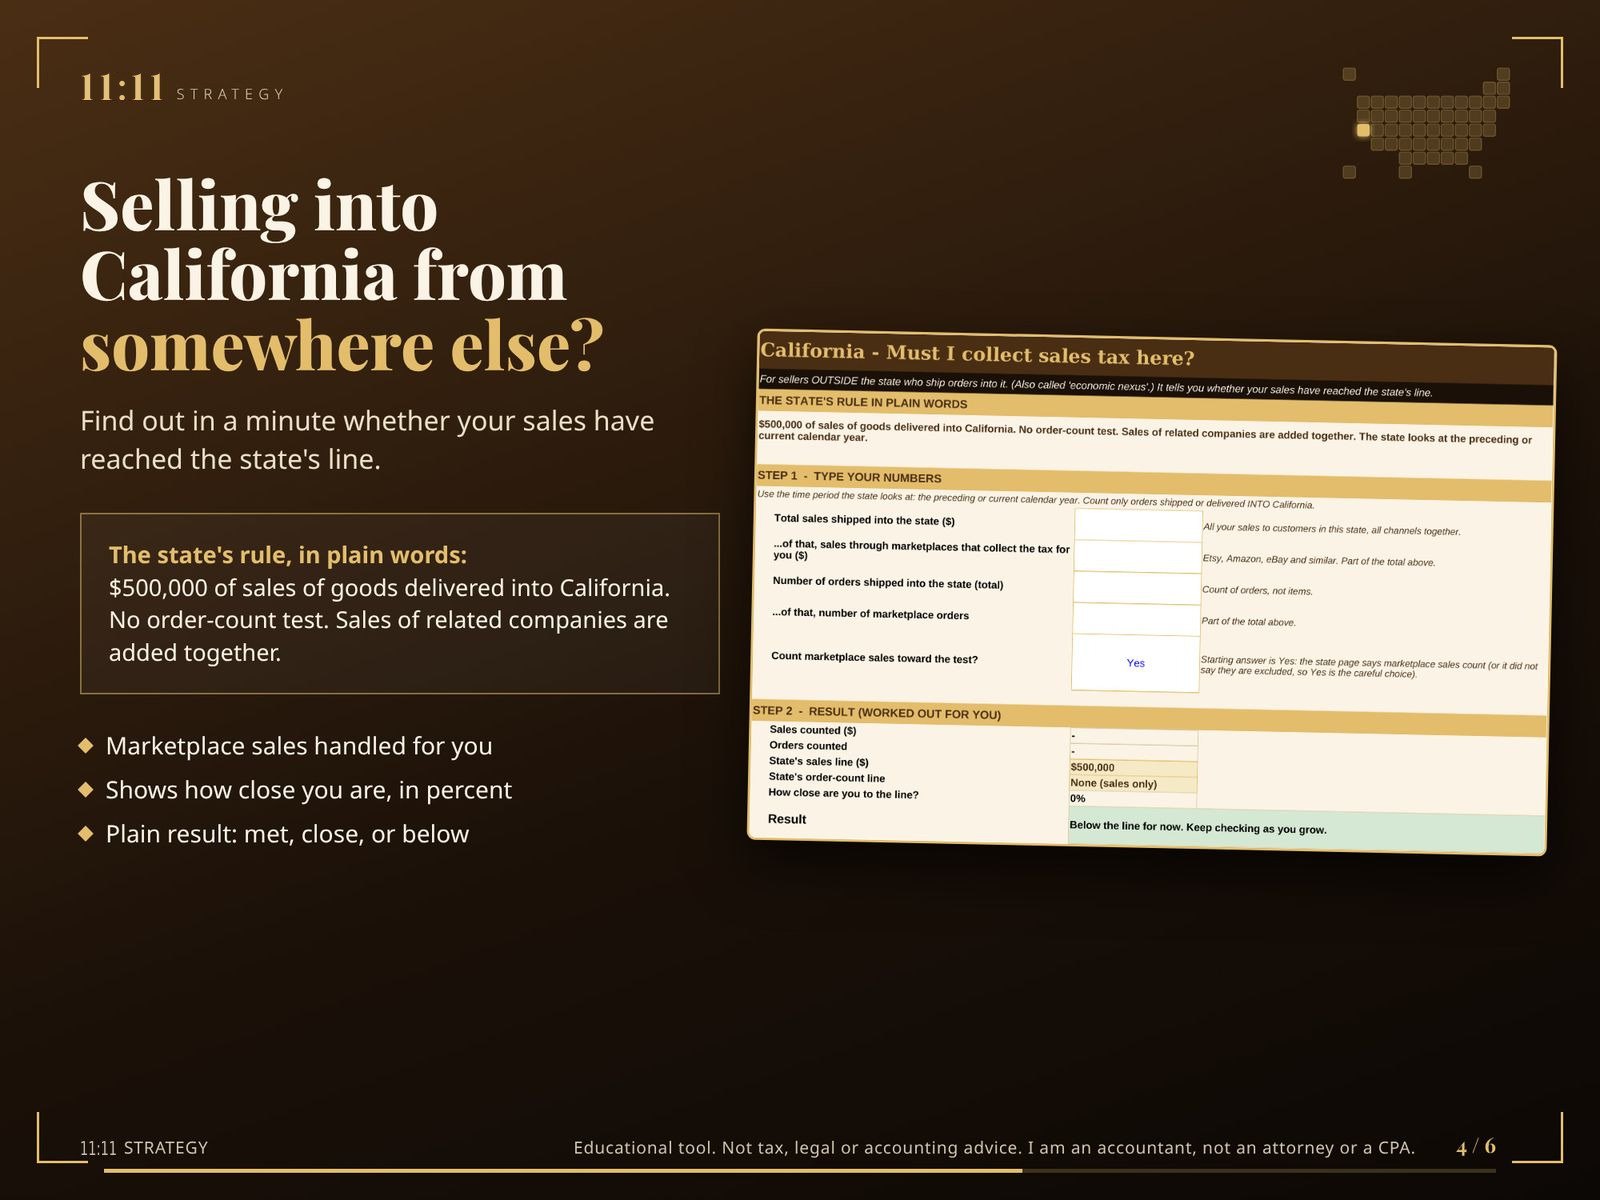 11:11 STRATEGY
Selling into
California from
somewhere else?
Find out in a minute whether your sales have
reached the state's line.
The state's rule, in plain words:
$500,000 of sales of goods delivered into California.
No order-count test. Sales of related companies are
added together.
Marketplace sales handled for you
Shows how close you are, in percent
Plain result: met, close, or below
California - Must I collect sales tax here?
For sellers OUTSIDE the state who ship orders into it. (Also called 'economic nexus'.) It tells you whether your sales have reached the state's line.
THE STATE'S RULE IN PLAIN WORDS
$500,000 of sales of goods delivered into California. No order-count test. Sales of related companies are added together. The state looks at the preceding or
current calendar year.
STEP 1 - TYPE YOUR NUMBERS
Use the time period the state looks at: the preceding or current calendar year. Count only orders shipped or delivered INTO California.
Total sales shipped into the state ($)
All your sales to customers in this state, all channels together.
...of that, sales through marketplaces that collect the tax for
you ($)
Etsy, Amazon, eBay and similar. Part of the total above.
Number of orders shipped into the state (total)
Count of orders, not items.
...of that, number of marketplace orders
Part of the total above.
Count marketplace sales toward the test?
Yes
Starting answer is Yes: the state page says marketplace sales count (or it did not
say they are excluded, so Yes is the careful choice).
STEP 2 - RESULT (WORKED OUT FOR YOU)
Sales counted ($)
-
Orders counted
-
State's sales line ($)
$500,000
State's order-count line
None (sales only)
How close are you to the line?
0%
Result
Below the line for now. Keep checking as you grow.
11:11 STRATEGY
Educational tool. Not tax, legal or accounting advice. I am an accountant, not an attorney or a CPA.
4 / 6